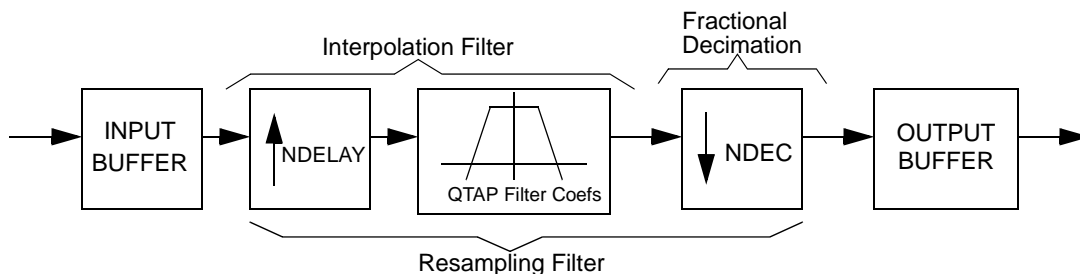 Fractional
Decimation
Interpolation Filter
INPUT
BUFFER
NDELAY
QTAP Filter Coefs
NDEC
OUTPUT
BUFFER
Resampling Filter